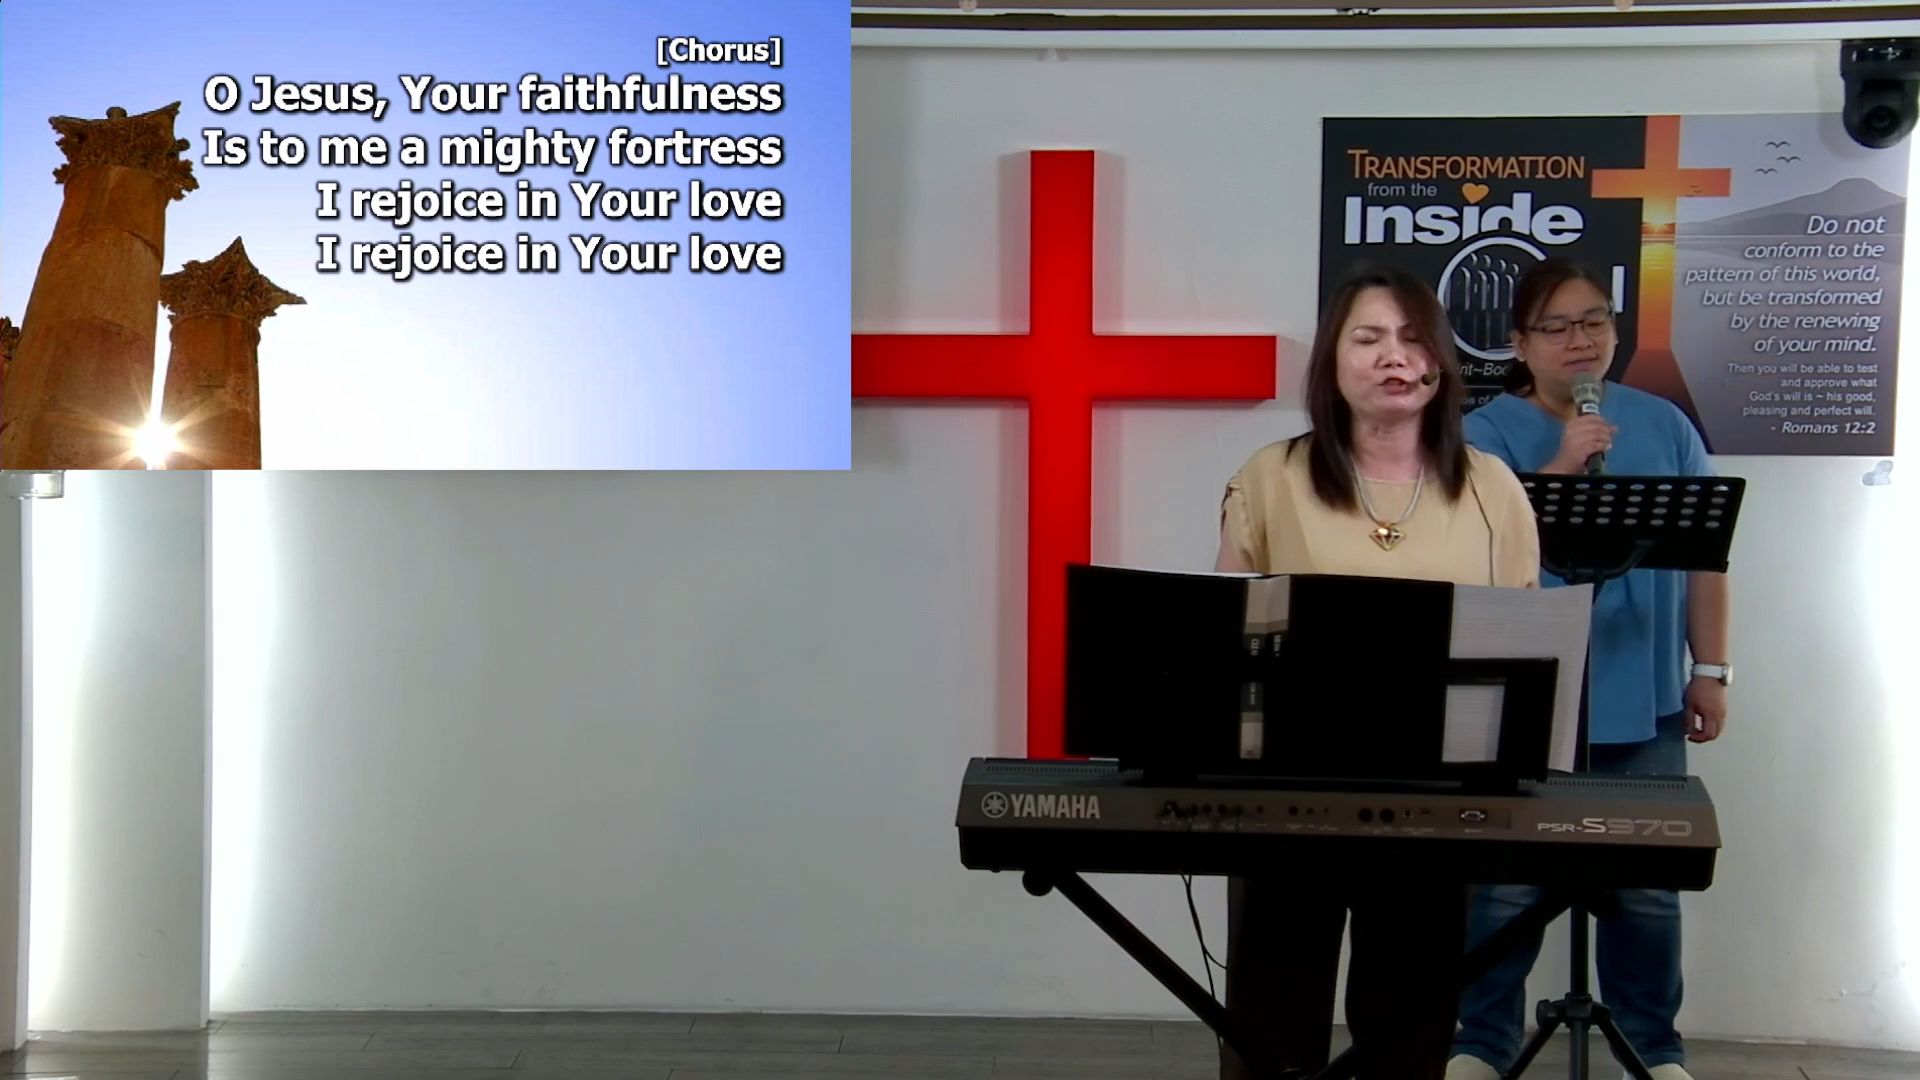 [Chorus]
O Jesus, Your faithfulness
Is to me a mighty fortress
I rejoice in Your love
I rejoice in Your love
TRANSFORMATION
from the
Inside
Do not
conform to the
pattern of this world,
but be transformed
by the renewing
of your mind.
Then you will be able to test
and approve what
God's will is ~ his good,
pleasing and perfect will.
- Romans 12:2
YAMAHA
PSR-S970